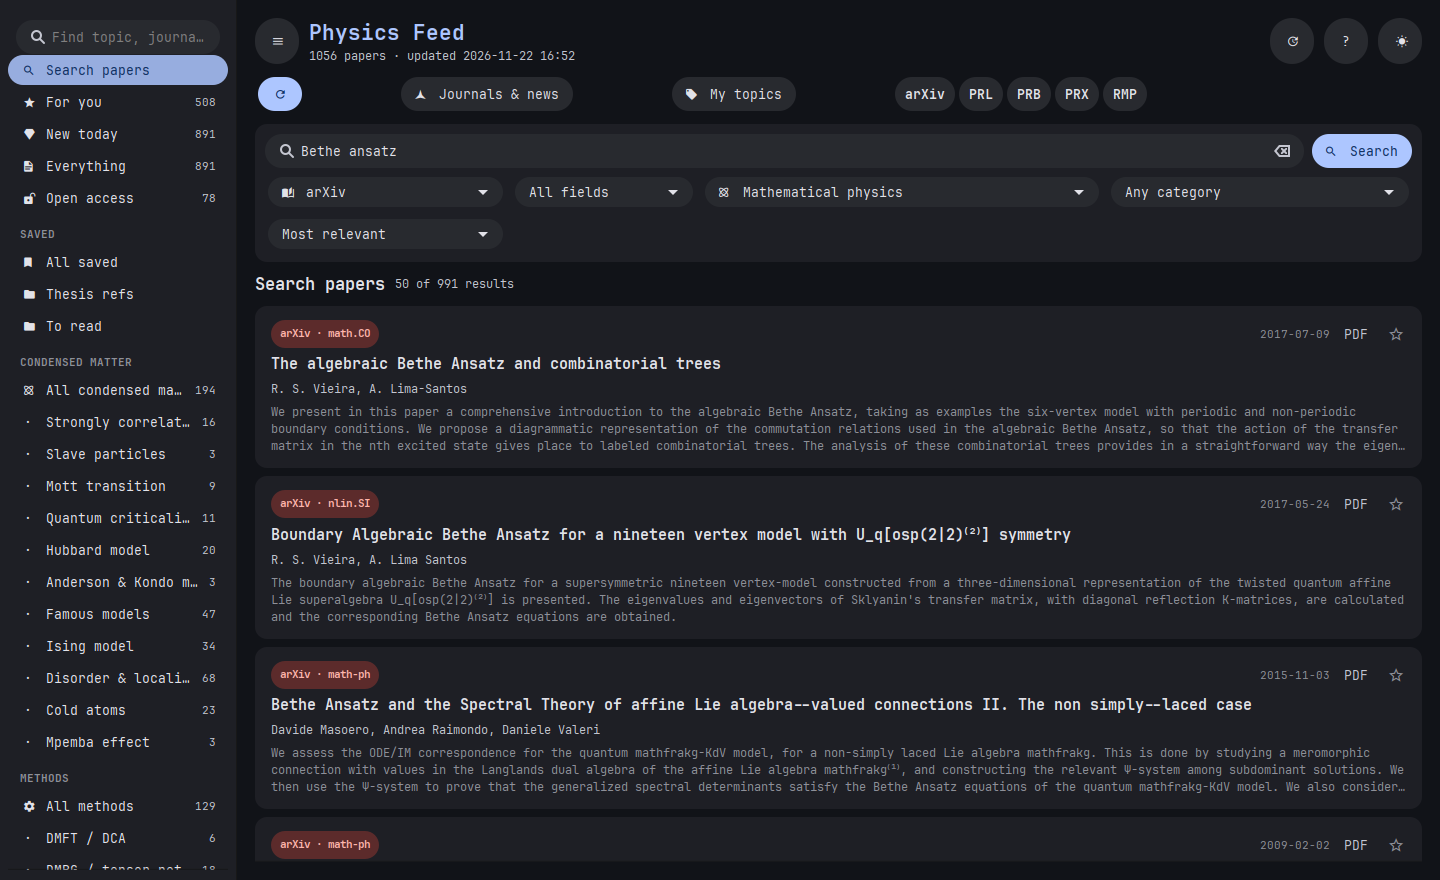 Find topic, journa…
Search papers
For you 508
New today 891
Everything 891
Open access 78
SAVED
All saved
Thesis refs
To read
CONDENSED MATTER
All condensed ma… 194
· Strongly correlat… 16
· Slave particles 3
· Mott transition 9
· Quantum criticali… 11
· Hubbard model 20
· Anderson & Kondo m… 3
· Famous models 47
· Ising model 34
· Disorder & locali… 68
· Cold atoms 23
· Mpemba effect 3
METHODS
All methods 129
· DMFT / DCA 6
· DMRG / tensor net… 18
Physics Feed
1056 papers · updated 2026-11-22 16:52
?
Journals & news
My topics
arXiv PRL PRB PRX RMP
Bethe ansatz
Search
arXiv
All fields
Mathematical physics
Any category
Most relevant
Search papers 50 of 991 results
arXiv · math.CO 2017-07-09 PDF
The algebraic Bethe Ansatz and combinatorial trees
R. S. Vieira, A. Lima-Santos
We present in this paper a comprehensive introduction to the algebraic Bethe Ansatz, taking as examples the six-vertex model with periodic and non-periodic
boundary conditions. We propose a diagrammatic representation of the commutation relations used in the algebraic Bethe Ansatz, so that the action of the transfer
matrix in the nth excited state gives place to labeled combinatorial trees. The analysis of these combinatorial trees provides in a straightforward way the eigen…
arXiv · nlin.SI 2017-05-24 PDF
Boundary Algebraic Bethe Ansatz for a nineteen vertex model with U_q[osp(2|2)⁽²⁾] symmetry
R. S. Vieira, A. Lima Santos
The boundary algebraic Bethe Ansatz for a supersymmetric nineteen vertex-model constructed from a three-dimensional representation of the twisted quantum affine
Lie superalgebra U_q[osp(2|2)⁽²⁾] is presented. The eigenvalues and eigenvectors of Sklyanin's transfer matrix, with diagonal reflection K-matrices, are calculated
and the corresponding Bethe Ansatz equations are obtained.
arXiv · math-ph 2015-11-03 PDF
Bethe Ansatz and the Spectral Theory of affine Lie algebra--valued connections II. The non simply--laced case
Davide Masoero, Andrea Raimondo, Daniele Valeri
We assess the ODE/IM correspondence for the quantum mathfrakg-KdV model, for a non-simply laced Lie algebra mathfrakg. This is done by studying a meromorphic
connection with values in the Langlands dual algebra of the affine Lie algebra mathfrakg⁽¹⁾, and constructing the relevant Ψ-system among subdominant solutions. We
then use the Ψ-system to prove that the generalized spectral determinants satisfy the Bethe Ansatz equations of the quantum mathfrakg-KdV model. We also consider…
arXiv · math-ph 2009-02-02 PDF